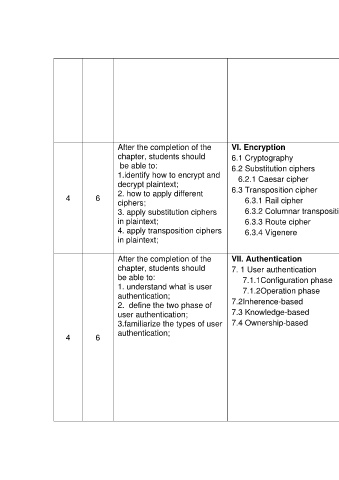 4
6
After the completion of the
chapter, students should
be able to:
1.identify how to encrypt and
decrypt plaintext;
2. how to apply different
ciphers;
3. apply substitution ciphers
in plaintext;
4. apply transposition ciphers
in plaintext;
VI. Encryption
6.1 Cryptography
6.2 Substitution ciphers
6.2.1 Caesar cipher
6.3 Transposition cipher
6.3.1 Rail cipher
6.3.2 Columnar transpositi
6.3.3 Route cipher
6.3.4 Vigenere
4
6
After the completion of the
chapter, students should
be able to:
1. understand what is user
authentication;
2. define the two phase of
user authentication;
3.familiarize the types of user
authentication;
VII. Authentication
7. 1 User authentication
7.1.1Configuration phase
7.1.2Operation phase
7.2Inherence-based
7.3 Knowledge-based
7.4 Ownership-based